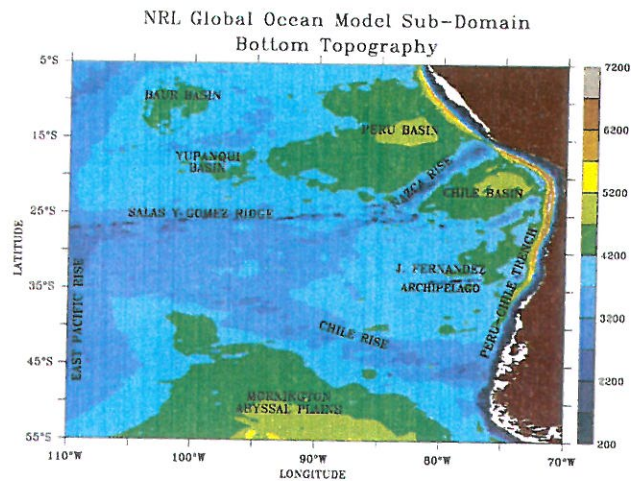 NRL Global Ocean Model Sub-Domain
Bottom Topography
5°S
15°S
25°S
35°S
45°S
55°S
LATITUDE
110°W
100°W
90°W
80°W
70°W
LONGITUDE
BAUR BASIN
PERU BASIN
YUPANQUI
BASIN
NAZCA RISE
CHILE BASIN
SALAS Y GOMEZ RIDGE
J. FERNANDEZ
ARCHIPELAGO
PERU-CHILE TRENCH
EAST PACIFIC RISE
CHILE RISE
MORNINGTON
ABYSSAL PLAINS
7200
6200
5200
4200
3200
2200
200